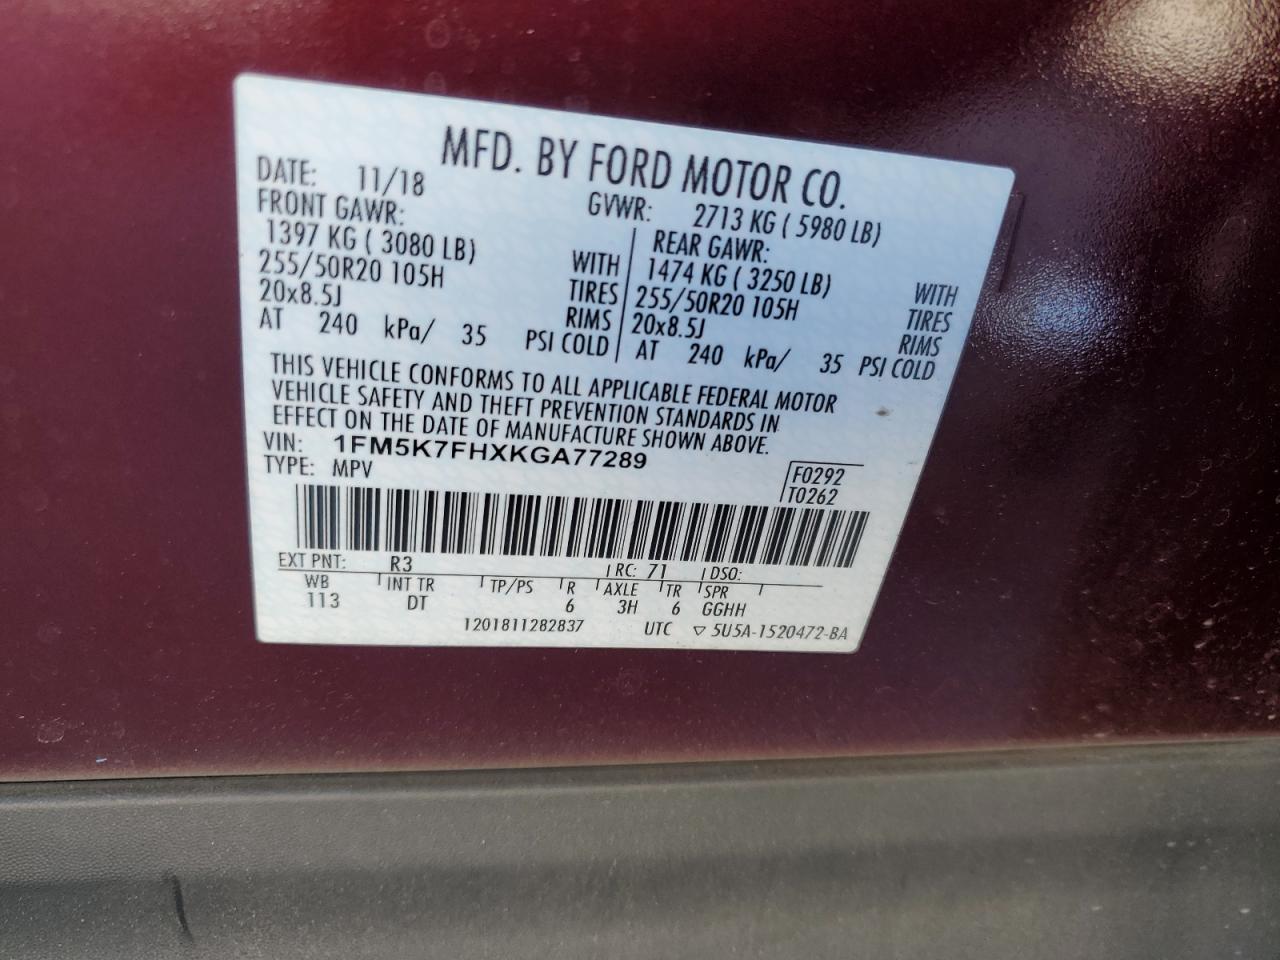 MFD. BY FORD MOTOR CO.
DATE: 11/18 GVWR: 2713 KG ( 5980 LB)
FRONT GAWR: REAR GAWR:
1397 KG ( 3080 LB) WITH 1474 KG ( 3250 LB) WITH
255/50R20 105H TIRES 255/50R20 105H TIRES
20x8.5J RIMS 20x8.5J RIMS
AT 240 kPa/ 35 PSI COLD AT 240 kPa/ 35 PSI COLD
THIS VEHICLE CONFORMS TO ALL APPLICABLE FEDERAL MOTOR
VEHICLE SAFETY AND THEFT PREVENTION STANDARDS IN
EFFECT ON THE DATE OF MANUFACTURE SHOWN ABOVE.
VIN: 1FM5K7FHXKGA77289
TYPE: MPV F0292
T0262
EXT PNT: R3 RC: 71 DSO:
WB INT TR TP/PS R AXLE TR SPR
113 DT 6 3H 6 GGHH
1201811282837 UTC ▽ 5U5A-1520472-BA